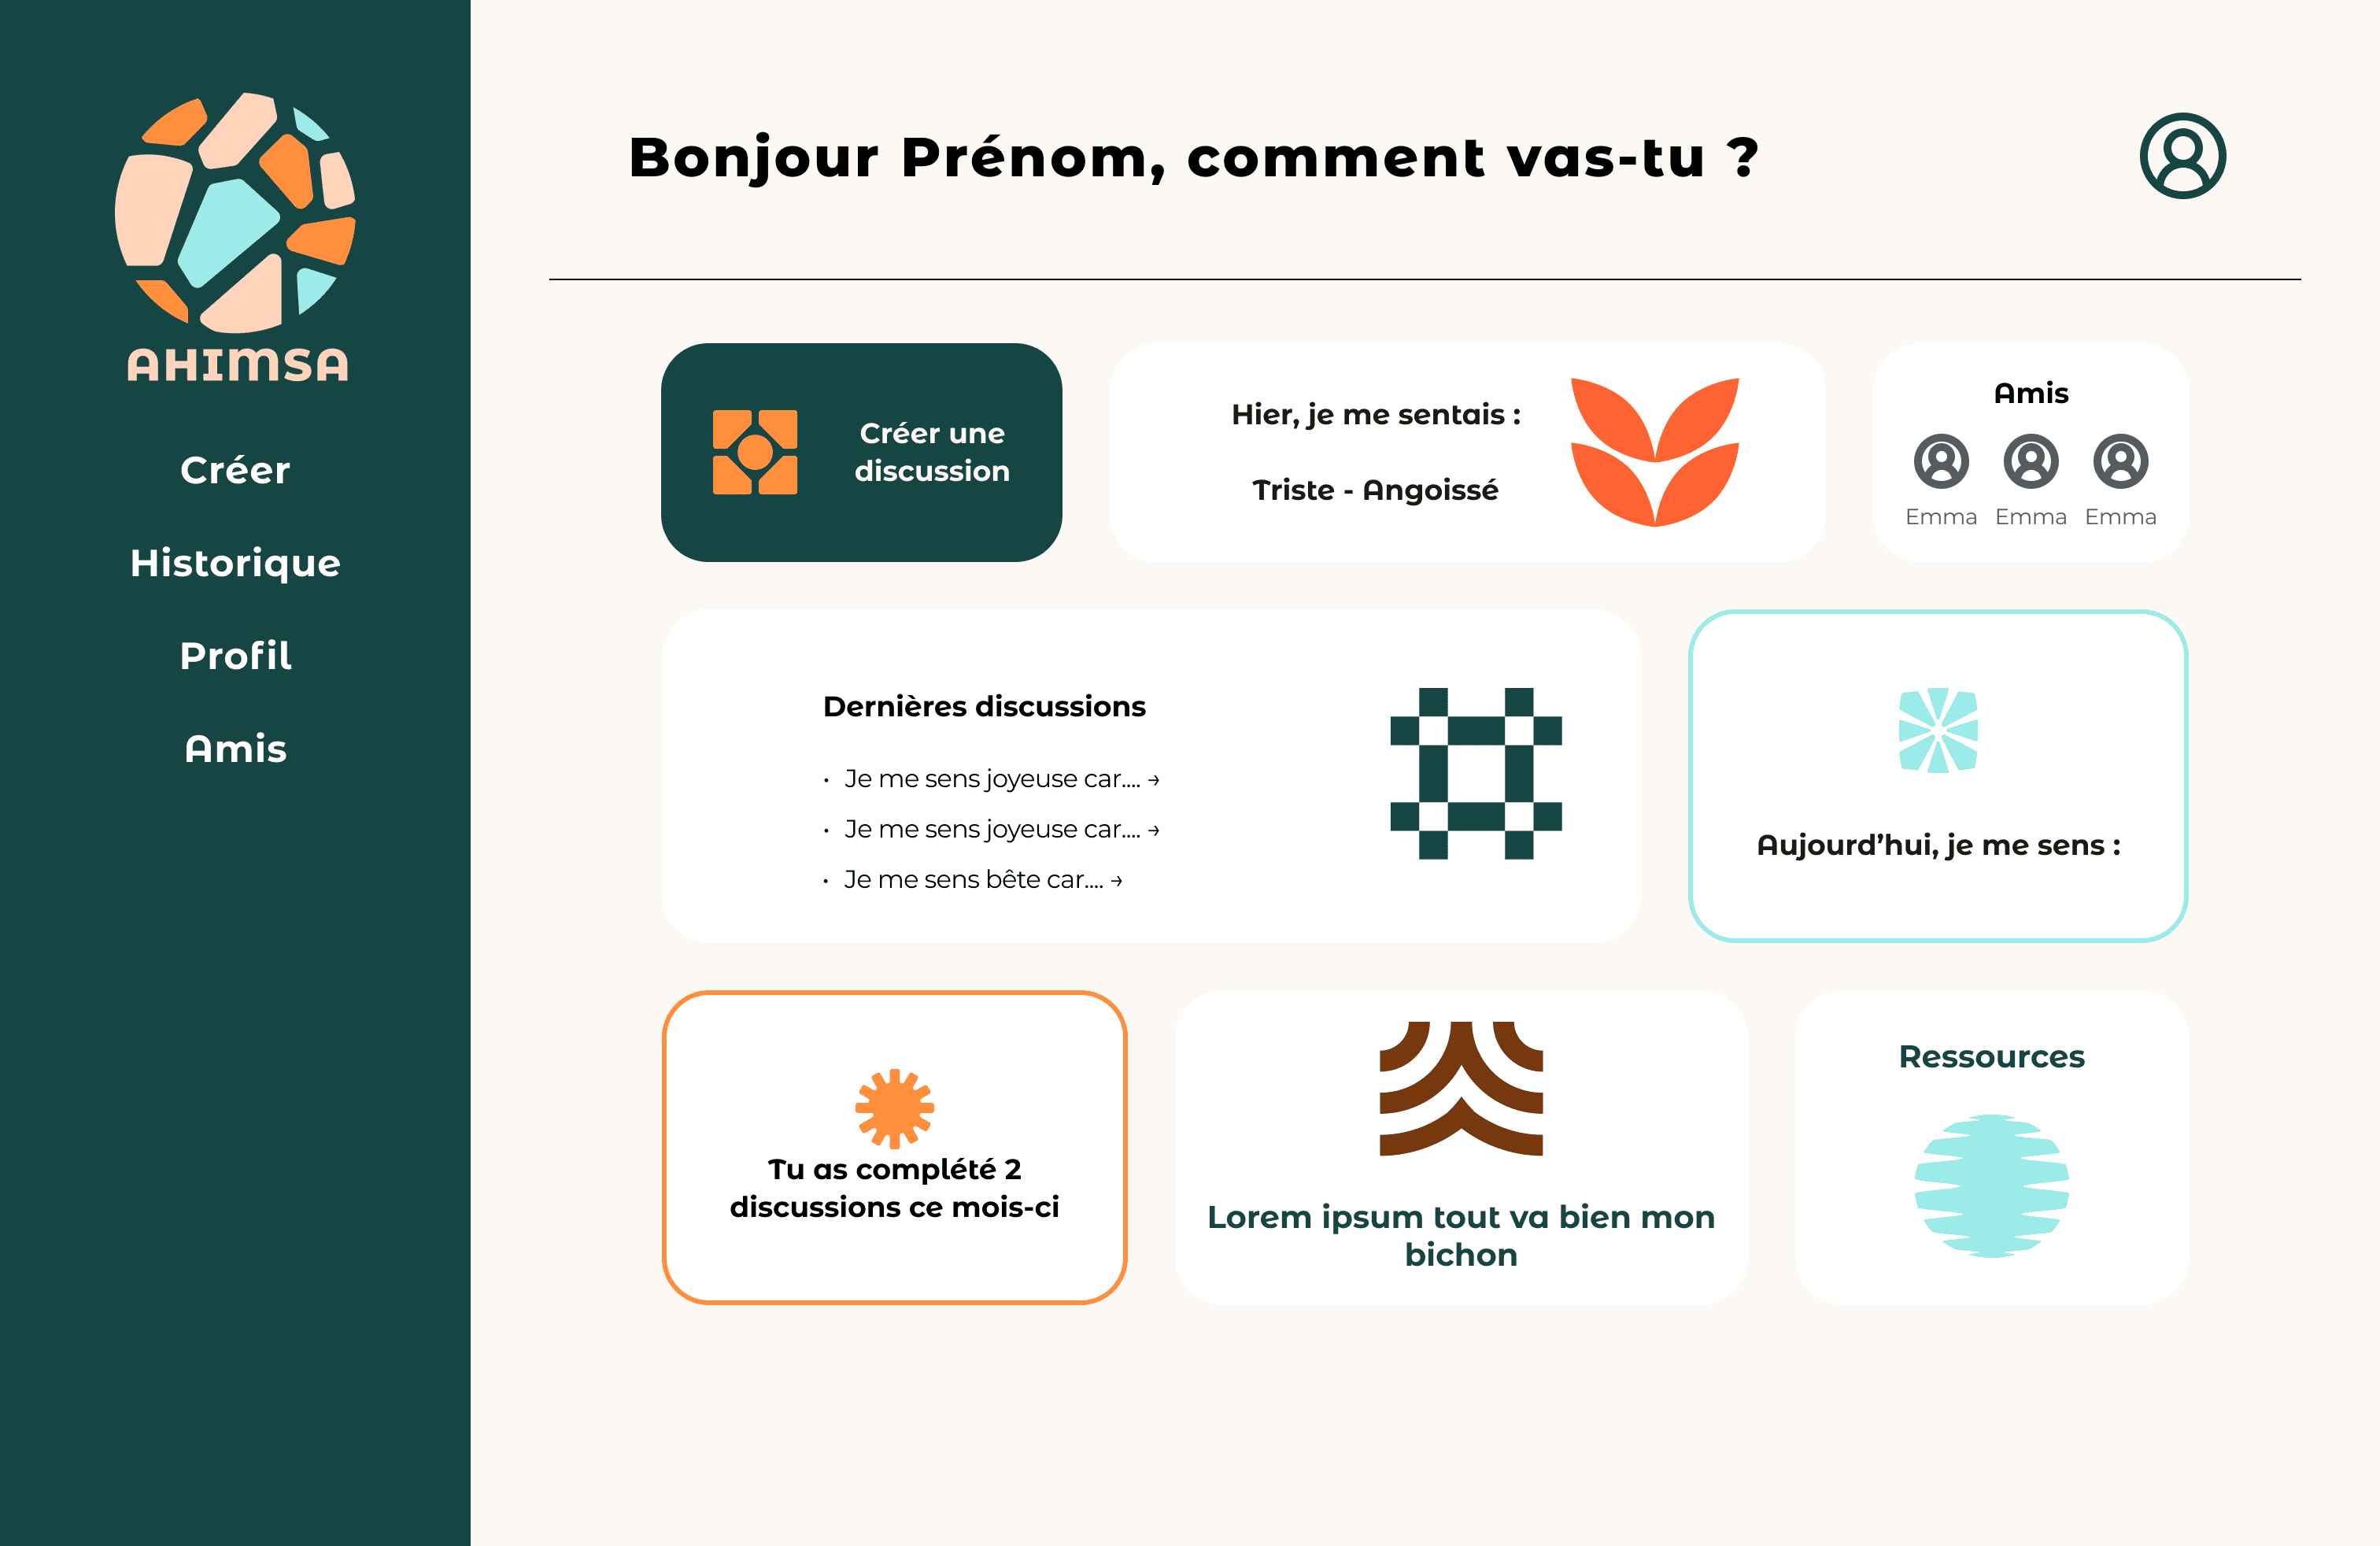 AHIMSA
Créer
Historique
Profil
Amis
Bonjour Prénom, comment vas-tu ?
Créer une
discussion
Hier, je me sentais :
Triste - Angoissé
Amis
Emma Emma Emma
Dernières discussions
• Je me sens joyeuse car.... →
• Je me sens joyeuse car.... →
• Je me sens bête car.... →
Aujourd’hui, je me sens :
Tu as complété 2
discussions ce mois-ci
Lorem ipsum tout va bien mon
bichon
Ressources